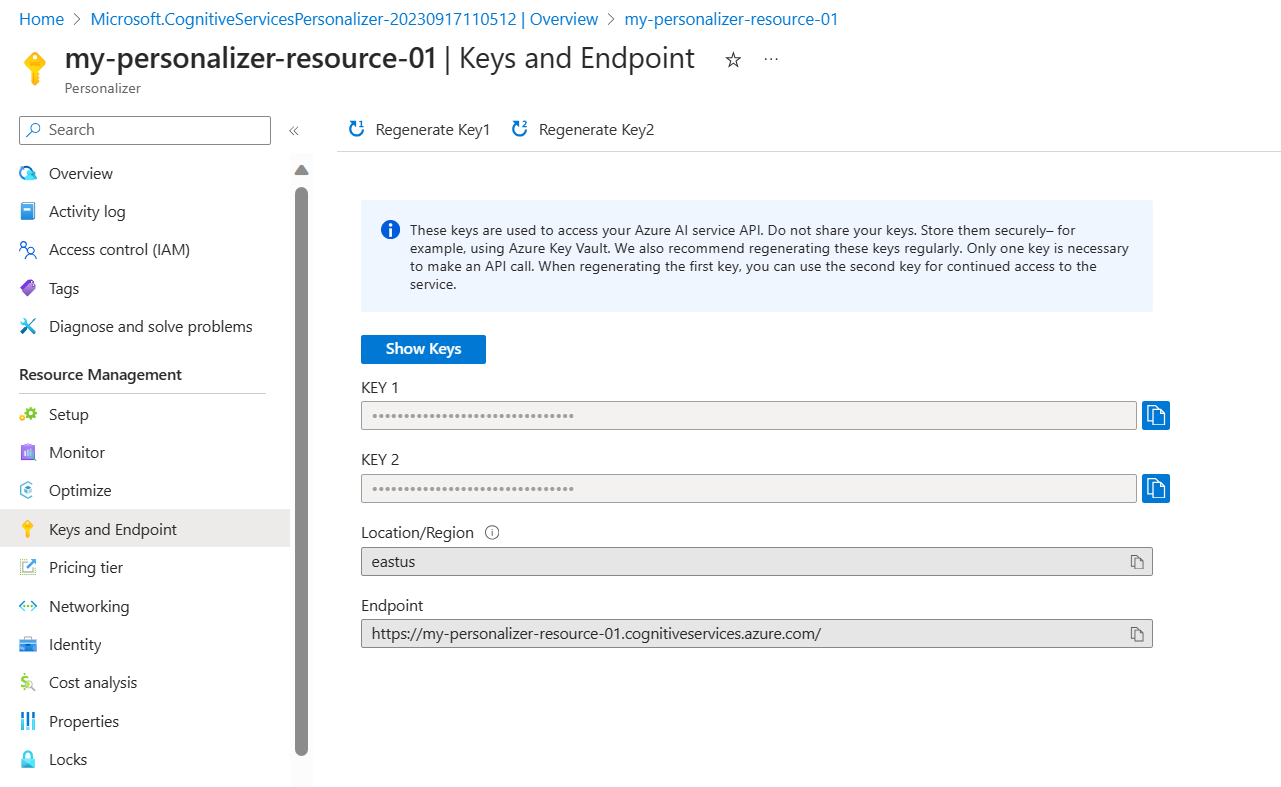 Home > Microsoft.CognitiveServicesPersonalizer-20230917110512 | Overview > my-personalizer-resource-01
my-personalizer-resource-01 | Keys and Endpoint ☆ ···
Personalizer
Search «
Overview
Activity log
Access control (IAM)
Tags
Diagnose and solve problems
Resource Management
Setup
Monitor
Optimize
Keys and Endpoint
Pricing tier
Networking
Identity
Cost analysis
Properties
Locks
1 Regenerate Key1 2 Regenerate Key2
These keys are used to access your Azure AI service API. Do not share your keys. Store them securely– for
example, using Azure Key Vault. We also recommend regenerating these keys regularly. Only one key is necessary
to make an API call. When regenerating the first key, you can use the second key for continued access to the
service.
Show Keys
KEY 1
••••••••••••••••••••••••••••••••
KEY 2
••••••••••••••••••••••••••••••••
Location/Region
eastus
Endpoint
https://my-personalizer-resource-01.cognitiveservices.azure.com/